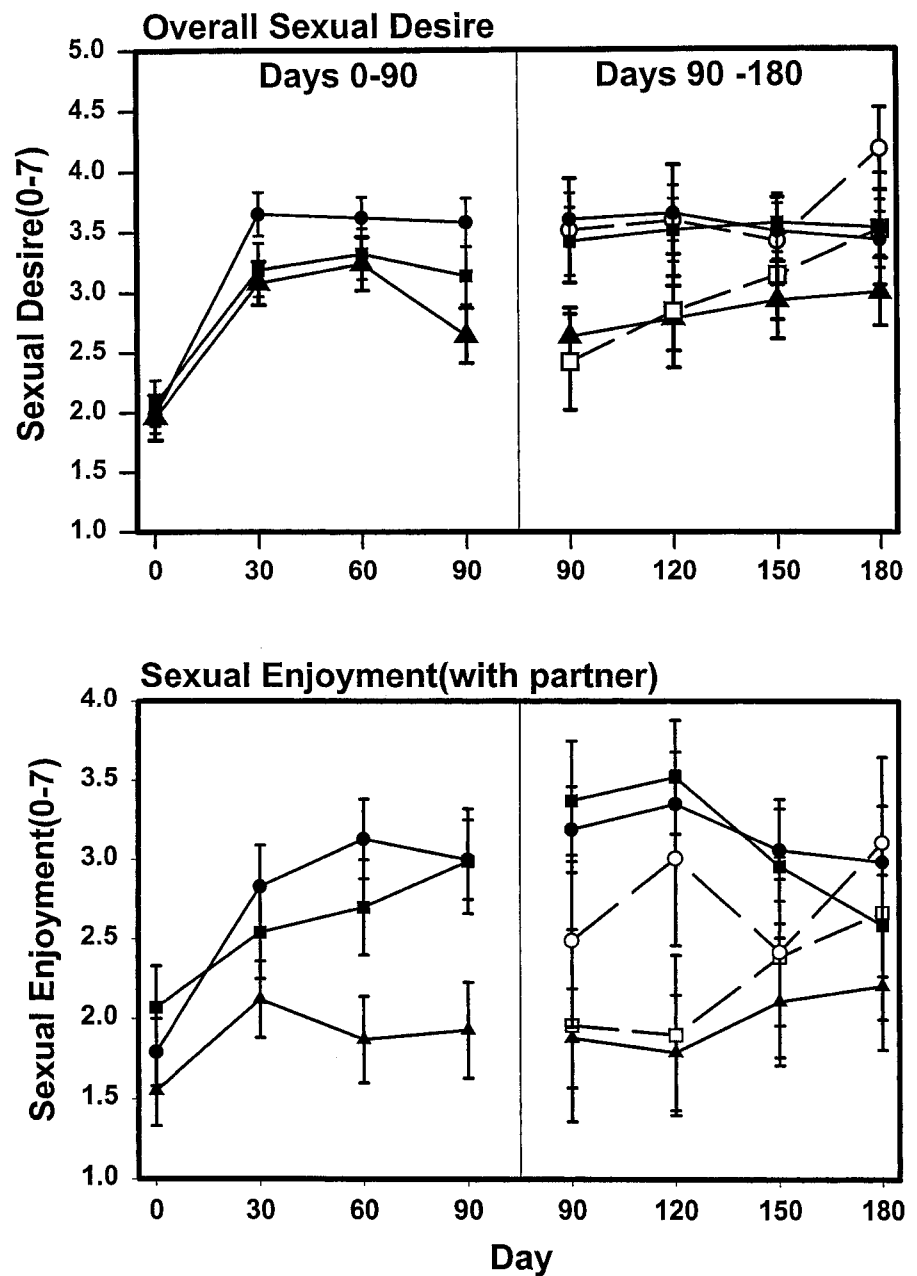 Overall Sexual Desire
Days 0-90
Days 90 -180
Sexual Desire(0-7)
5.0
4.5
4.0
3.5
3.0
2.5
2.0
1.5
1.0
0 30 60 90 90 120 150 180
Sexual Enjoyment(with partner)
Sexual Enjoyment(0-7)
4.0
3.5
3.0
2.5
2.0
1.5
1.0
0 30 60 90 90 120 150 180
Day